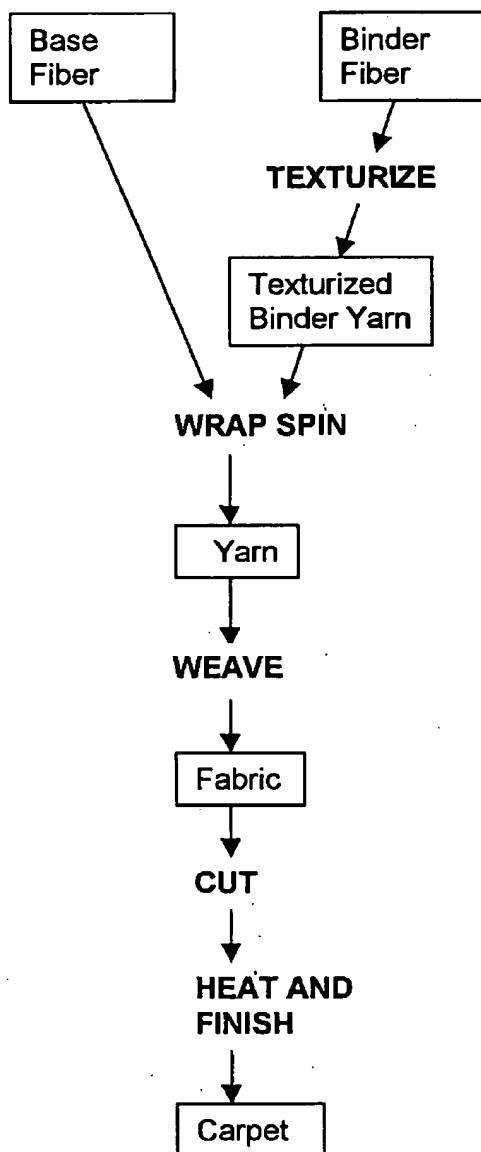 Base
Fiber
Binder
Fiber
TEXTURIZE
Texturized
Binder Yarn
WRAP SPIN
Yarn
WEAVE
Fabric
CUT
HEAT AND
FINISH
Carpet